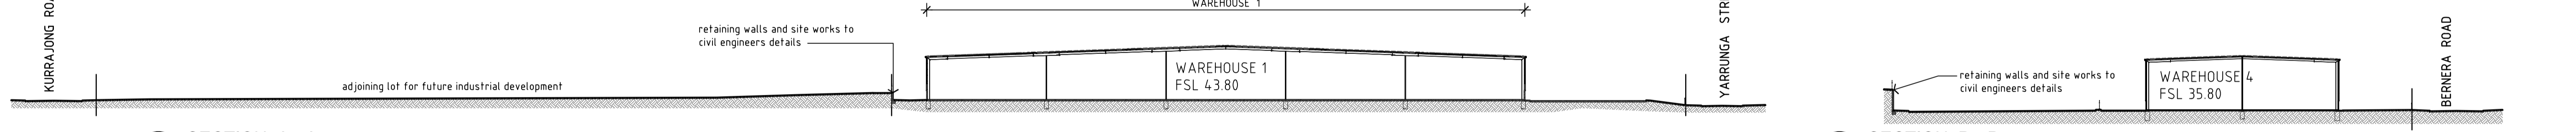 WAREHOUSE 1
KURRAJONG
retaining walls and site works to
civil engineers details
adjoining lot for future industrial development
WAREHOUSE 1
FSL 43.80
YARRUNGA
retaining walls and site works to
civil engineers details
WAREHOUSE 4
FSL 35.80
BERNERA ROAD